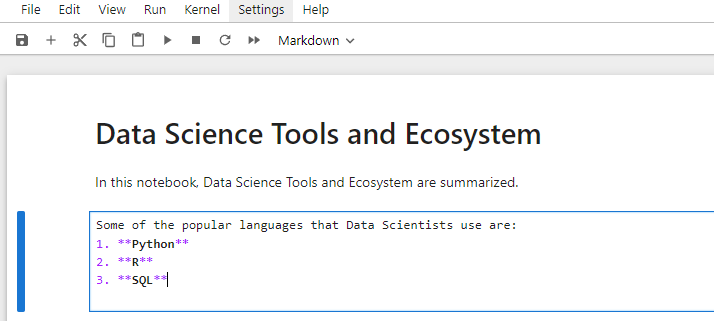 File Edit View Run Kernel Settings Help
Markdown
Data Science Tools and Ecosystem
In this notebook, Data Science Tools and Ecosystem are summarized.
Some of the popular languages that Data Scientists use are:
1. **Python**
2. **R**
3. **SQL**